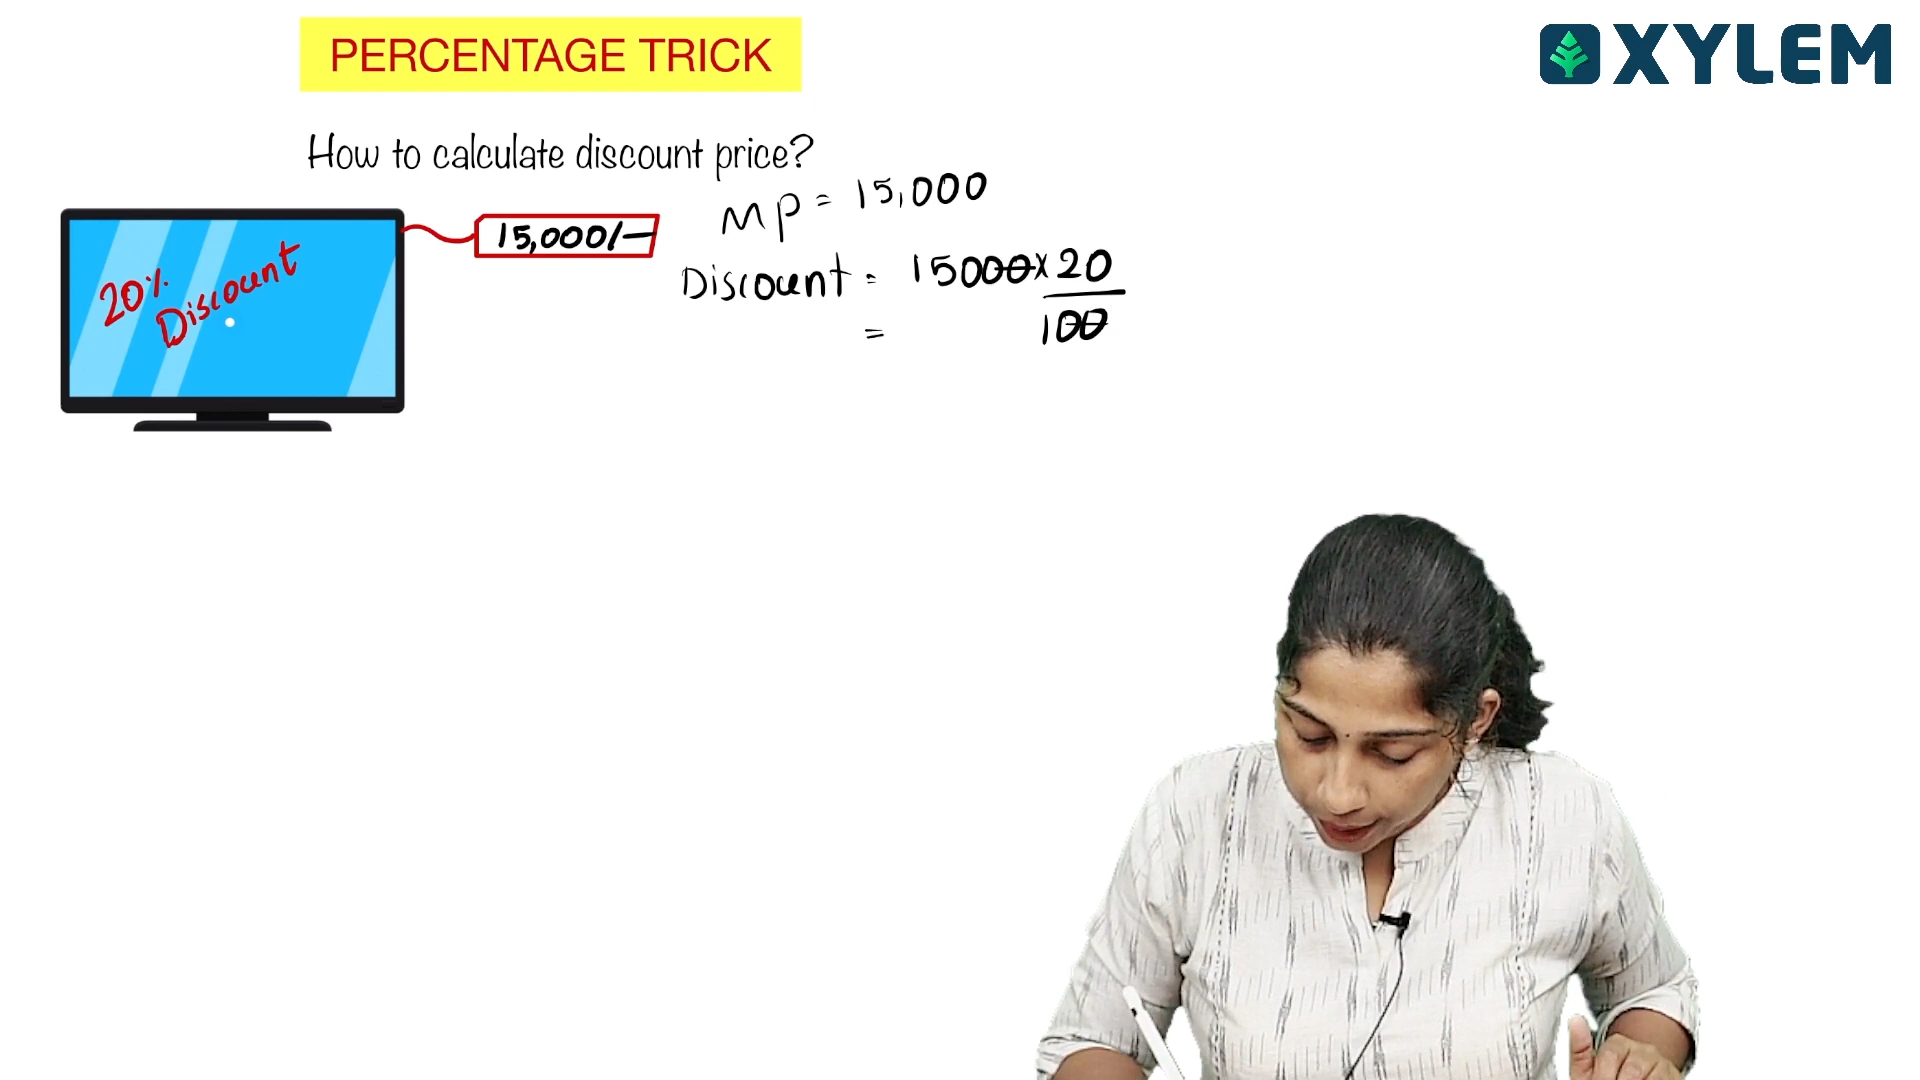 PERCENTAGE TRICK
XYLEM
How to calculate discount price?
MP = 15,000
15,000/-
20% Discount
Discount = 15000 x 20
= 100